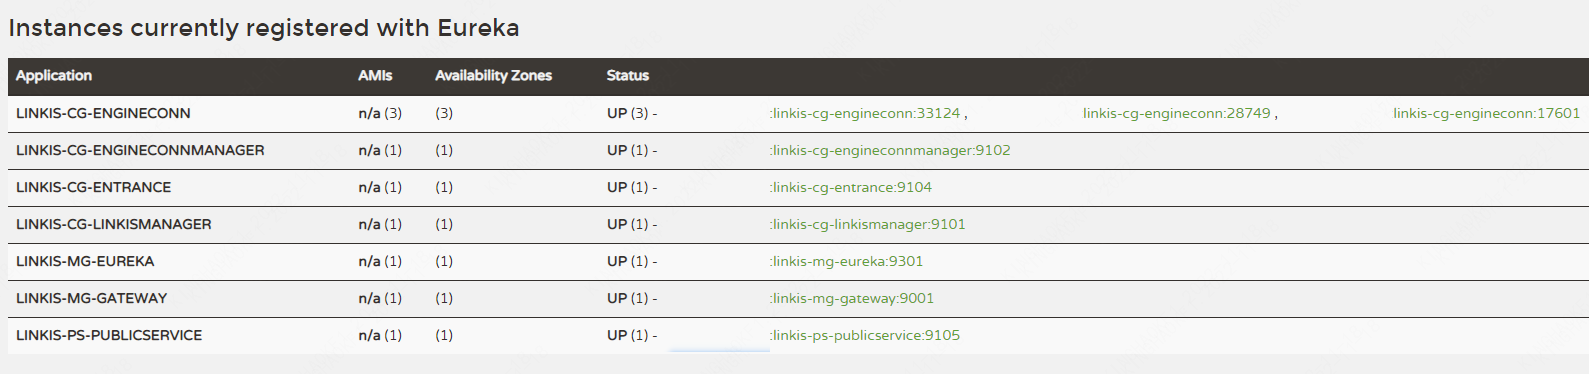 Instances currently registered with Eureka
Application AMIs Availability Zones Status
LINKIS-CG-ENGINECONN n/a (3) (3) UP (3) - :linkis-cg-engineconn:33124 , linkis-cg-engineconn:28749 , linkis-cg-engineconn:17601
LINKIS-CG-ENGINECONNMANAGER n/a (1) (1) UP (1) - :linkis-cg-engineconnmanager:9102
LINKIS-CG-ENTRANCE n/a (1) (1) UP (1) - :linkis-cg-entrance:9104
LINKIS-CG-LINKISMANAGER n/a (1) (1) UP (1) - :linkis-cg-linkismanager:9101
LINKIS-MG-EUREKA n/a (1) (1) UP (1) - :linkis-mg-eureka:9301
LINKIS-MG-GATEWAY n/a (1) (1) UP (1) - :linkis-mg-gateway:9001
LINKIS-PS-PUBLICSERVICE n/a (1) (1) UP (1) - :linkis-ps-publicservice:9105